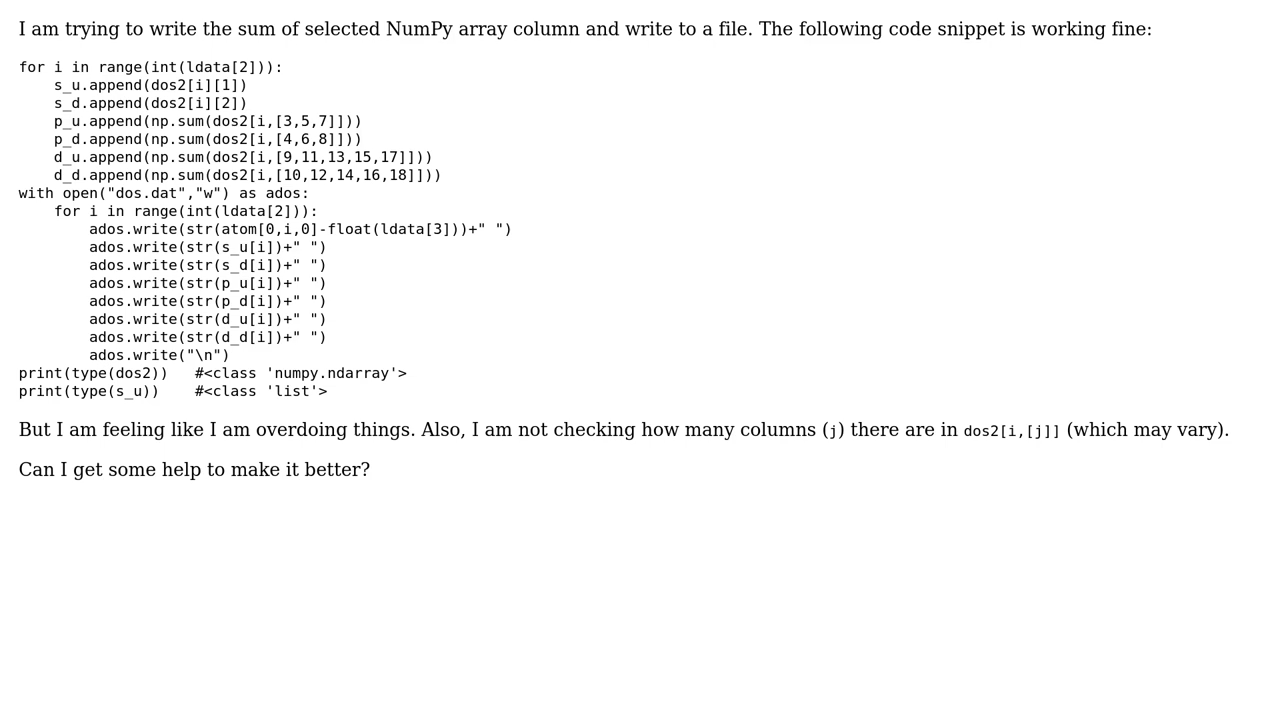 I am trying to write the sum of selected NumPy array column and write to a file. The following code snippet is working fine:
for i in range(int(ldata[2])):
    s_u.append(dos2[i][1])
    s_d.append(dos2[i][2])
    p_u.append(np.sum(dos2[i,[3,5,7]]))
    p_d.append(np.sum(dos2[i,[4,6,8]]))
    d_u.append(np.sum(dos2[i,[9,11,13,15,17]]))
    d_d.append(np.sum(dos2[i,[10,12,14,16,18]]))
with open("dos.dat","w") as ados:
    for i in range(int(ldata[2])):
        ados.write(str(atom[0,i,0]-float(ldata[3]))+" ")
        ados.write(str(s_u[i])+" ")
        ados.write(str(s_d[i])+" ")
        ados.write(str(p_u[i])+" ")
        ados.write(str(p_d[i])+" ")
        ados.write(str(d_u[i])+" ")
        ados.write(str(d_d[i])+" ")
        ados.write("\n")
print(type(dos2))   #<class 'numpy.ndarray'>
print(type(s_u))    #<class 'list'>
But I am feeling like I am overdoing things. Also, I am not checking how many columns (j) there are in dos2[i,[j]] (which may vary).
Can I get some help to make it better?